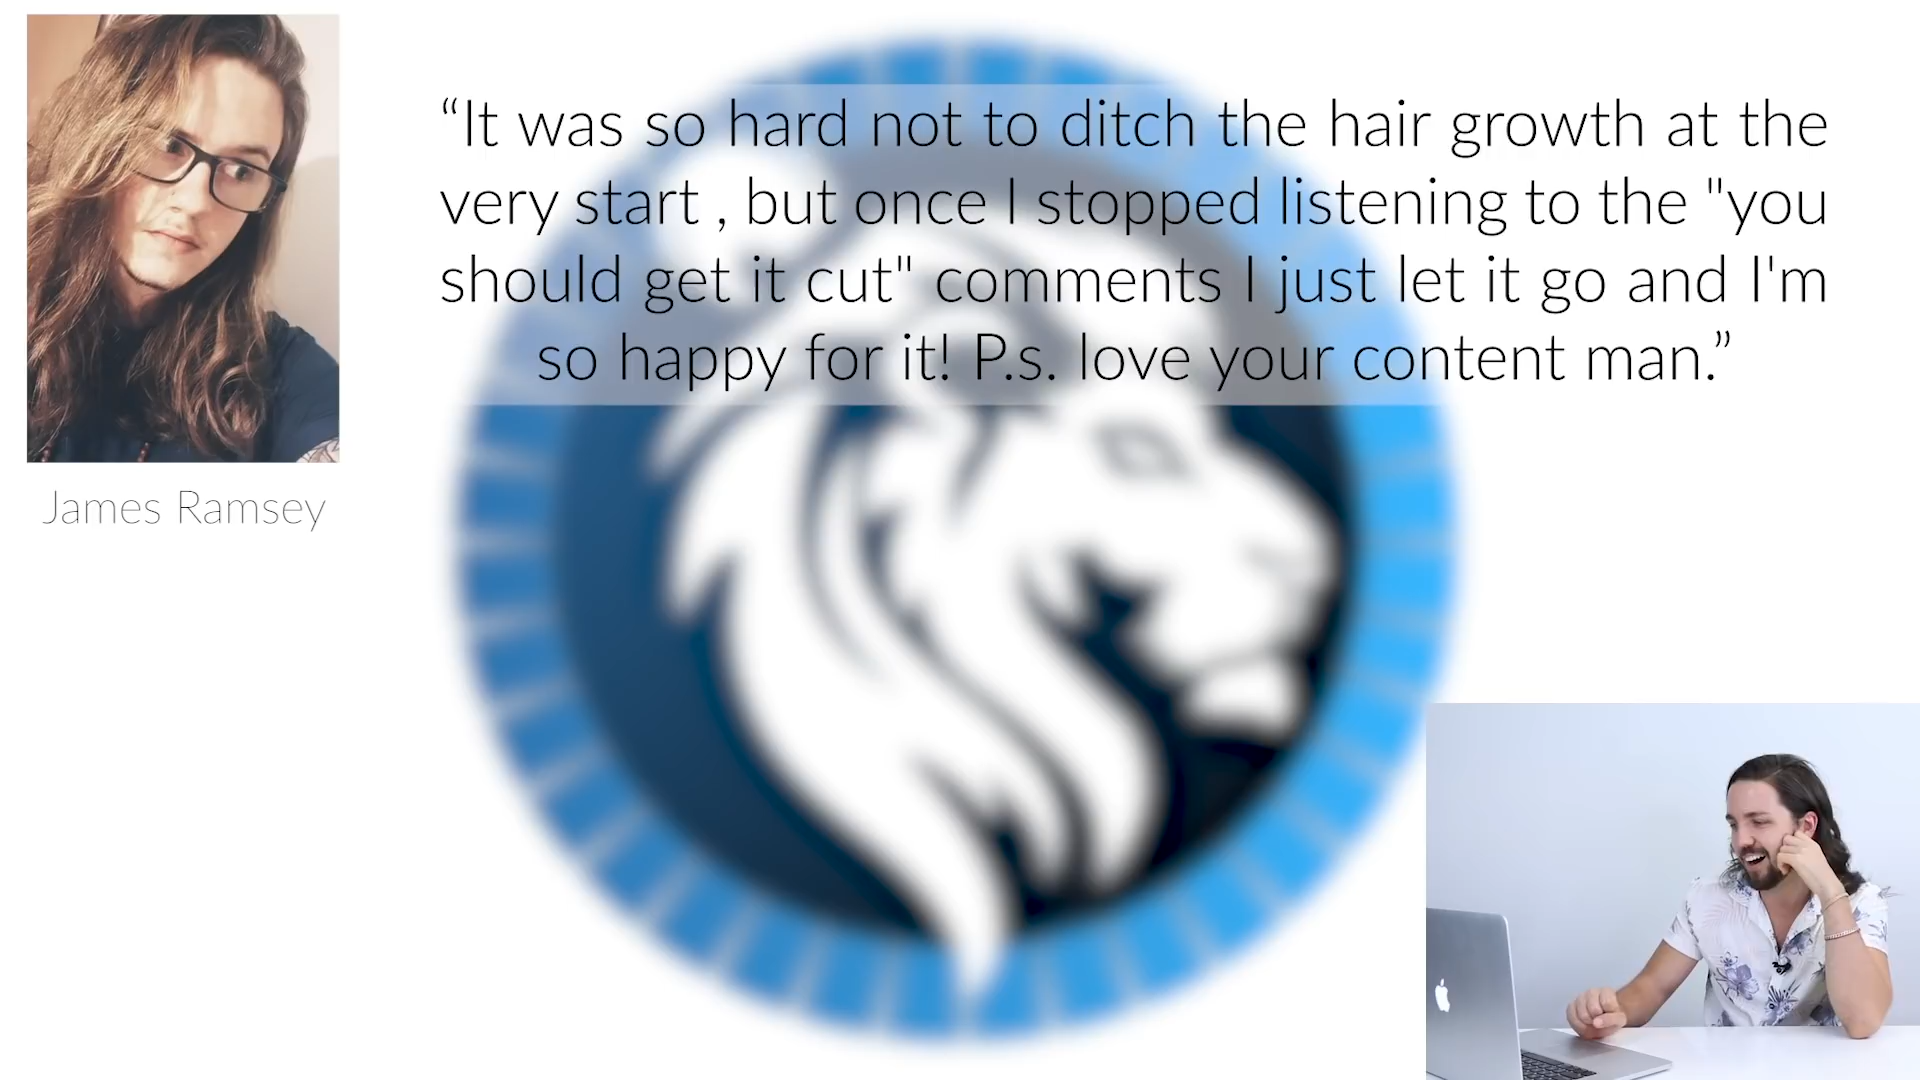 “It was so hard not to ditch the hair growth at the
very start , but once I stopped listening to the "you
should get it cut" comments I just let it go and I'm
so happy for it! P.s. love your content man.”
James Ramsey